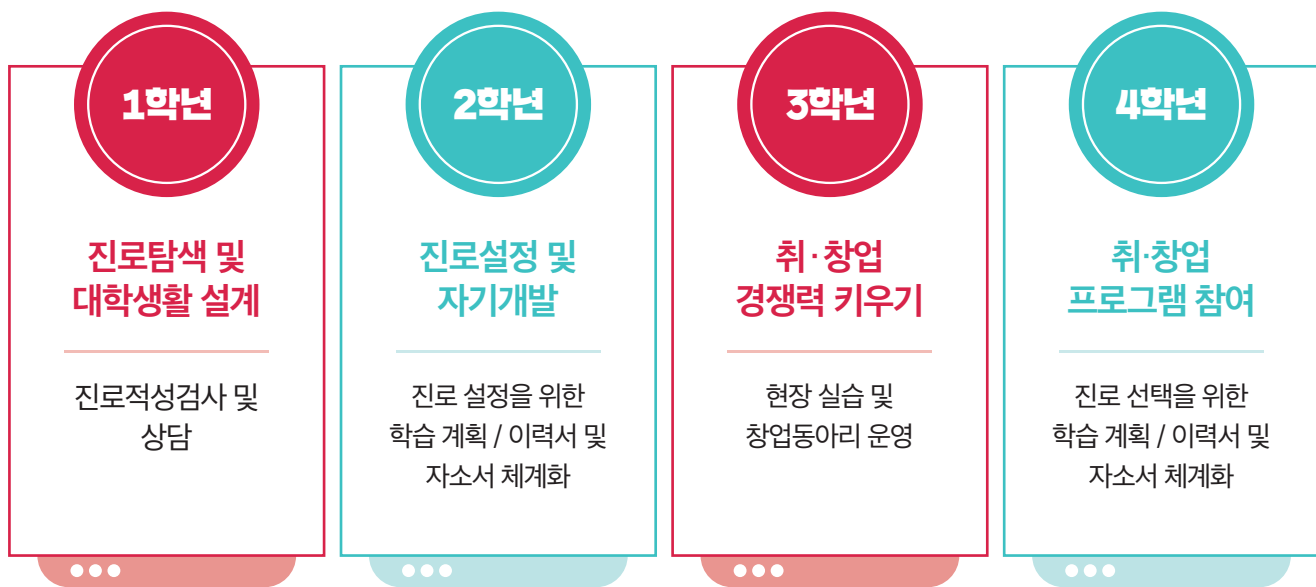 1학년
진로탐색 및
대학생활 설계
진로적성검사 및
상담
2학년
진로설정 및
자기개발
진로 설정을 위한
학습 계획 / 이력서 및
자소서 체계화
3학년
취·창업
경쟁력 키우기
현장 실습 및
창업동아리 운영
4학년
취·창업
프로그램 참여
진로 선택을 위한
학습 계획 / 이력서 및
자소서 체계화